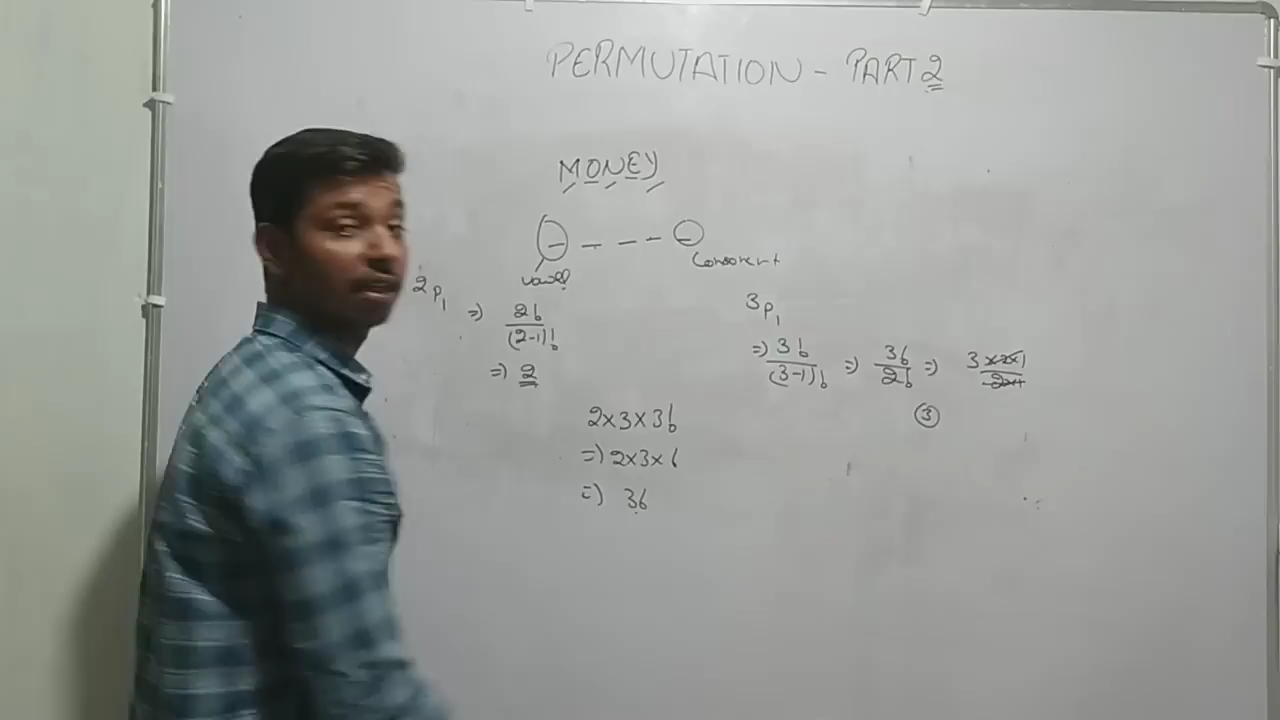 PERMUTATION - PART 2
MONEY
Vowel
Consonent
2P1 => 2! / (2-1)!
=> 2
3P1
=> 3! / (3-1)! => 3! / 2! => 3×2×1 / 2×1
3
2×3×3!
=> 2×3×6
=> 36